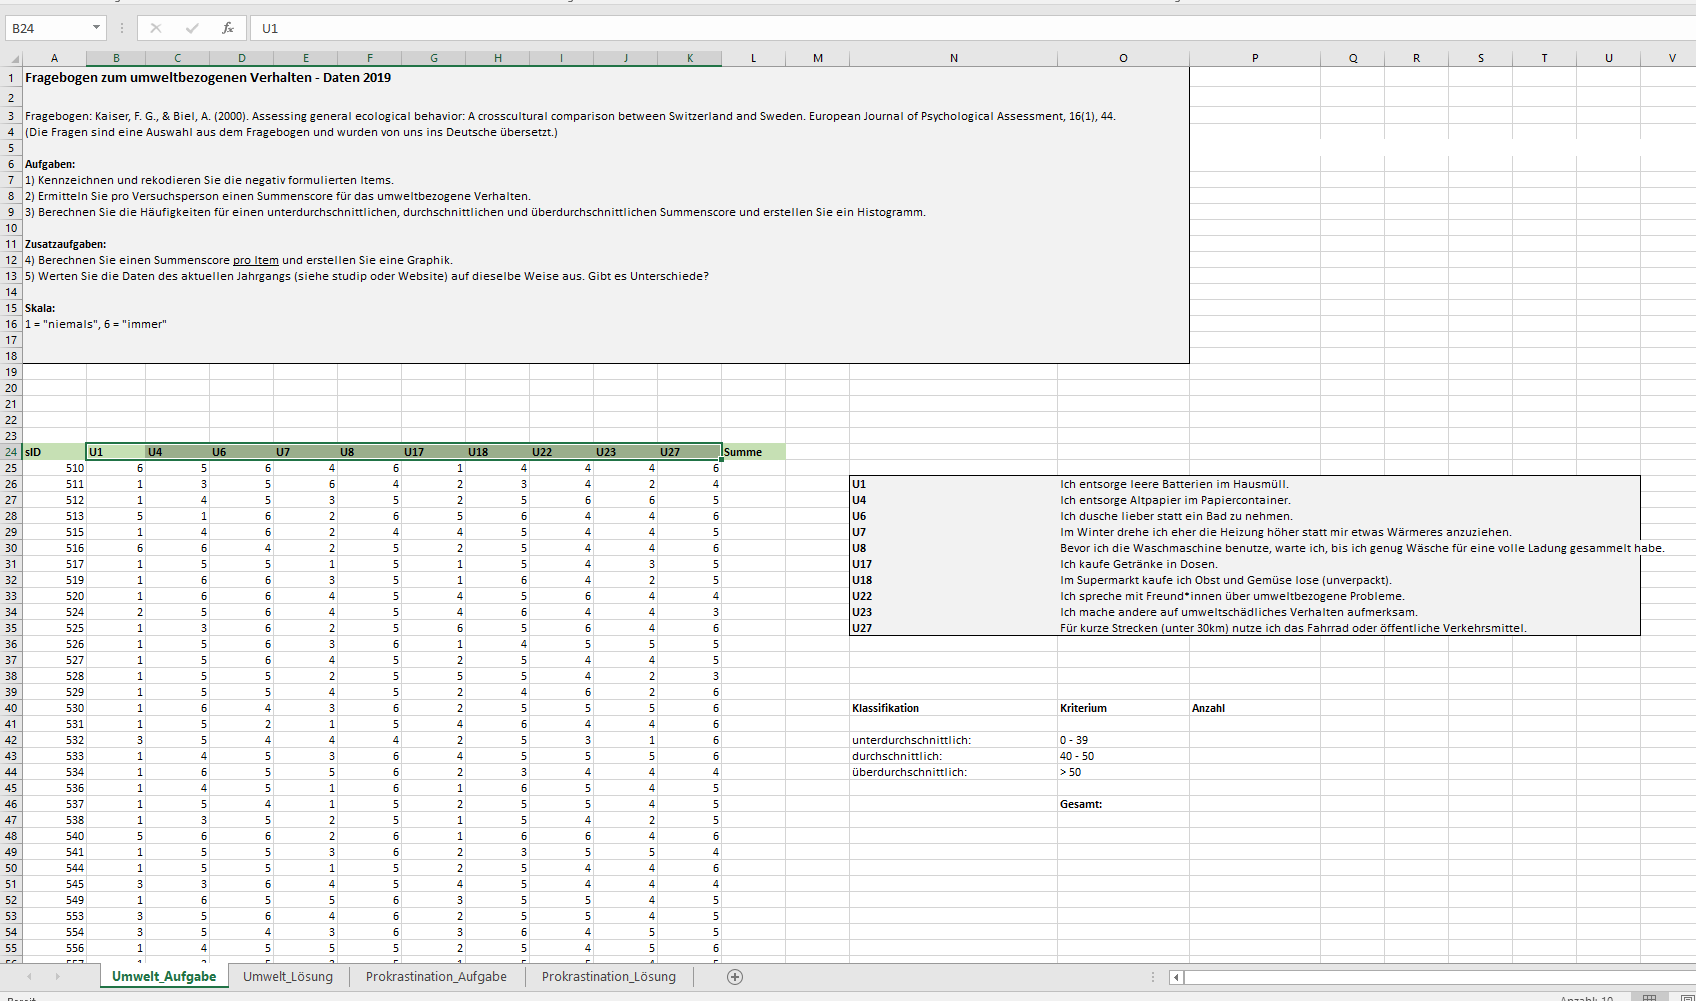 B24 fx U1
A B C D E F G H I J K L M N O P Q R S T U V
1 Fragebogen zum umweltbezogenen Verhalten - Daten 2019
2
3 Fragebogen: Kaiser, F. G., & Biel, A. (2000). Assessing general ecological behavior: A crosscultural comparison between Switzerland and Sweden. European Journal of Psychological Assessment, 16(1), 44.
4 (Die Fragen sind eine Auswahl aus dem Fragebogen und wurden von uns ins Deutsche übersetzt.)
5
6 Aufgaben:
7 1) Kennzeichnen und rekodieren Sie die negativ formulierten Items.
8 2) Ermitteln Sie pro Versuchsperson einen Summenscore für das umweltbezogene Verhalten.
9 3) Berechnen Sie die Häufigkeiten für einen unterdurchschnittlichen, durchschnittlichen und überdurchschnittlichen Summenscore und erstellen Sie ein Histogramm.
10
11 Zusatzaufgaben:
12 4) Berechnen Sie einen Summenscore pro Item und erstellen Sie eine Graphik.
13 5) Werten Sie die Daten des aktuellen Jahrgangs (siehe studip oder Website) auf dieselbe Weise aus. Gibt es Unterschiede?
14
15 Skala:
16 1 = "niemals", 6 = "immer"
17
18
19
20
21
22
23
24 sID U1 U4 U6 U7 U8 U17 U18 U22 U23 U27 Summe
25 510 6 5 6 4 6 1 4 4 4 6
26 511 1 3 5 6 4 2 3 4 2 4 U1 Ich entsorge leere Batterien im Hausmüll.
27 512 1 4 5 3 5 2 5 6 6 5 U4 Ich entsorge Altpapier im Papiercontainer.
28 513 5 1 6 2 6 5 6 4 4 6 U6 Ich dusche lieber statt ein Bad zu nehmen.
29 515 1 4 6 2 4 4 5 4 4 5 U7 Im Winter drehe ich eher die Heizung höher statt mir etwas Wärmeres anzuziehen.
30 516 6 6 4 2 5 2 5 4 4 6 U8 Bevor ich die Waschmaschine benutze, warte ich, bis ich genug Wäsche für eine volle Ladung gesammelt habe.
31 517 1 5 5 1 5 1 5 4 3 5 U17 Ich kaufe Getränke in Dosen.
32 519 1 6 6 3 5 1 6 4 2 5 U18 Im Supermarkt kaufe ich Obst und Gemüse lose (unverpackt).
33 520 1 6 6 4 5 4 5 6 4 4 U22 Ich spreche mit Freund*innen über umweltbezogene Probleme.
34 524 2 5 6 4 5 4 6 4 4 3 U23 Ich mache andere auf umweltschädliches Verhalten aufmerksam.
35 525 1 3 6 2 5 6 5 6 4 6 U27 Für kurze Strecken (unter 30km) nutze ich das Fahrrad oder öffentliche Verkehrsmittel.
36 526 1 5 6 3 6 1 4 5 5 5
37 527 1 5 6 4 5 2 5 4 4 5
38 528 1 5 5 2 5 5 5 4 2 3
39 529 1 5 5 4 5 2 4 6 2 6
40 530 1 6 4 3 6 2 5 5 5 6 Klassifikation Kriterium Anzahl
41 531 1 5 2 1 5 4 6 4 4 6
42 532 3 5 4 4 4 2 5 3 1 6 unterdurchschnittlich: 0 - 39
43 533 1 4 5 3 6 4 5 5 5 6 durchschnittlich: 40 - 50
44 534 1 6 5 5 6 2 3 4 4 4 überdurchschnittlich: > 50
45 536 1 4 5 1 6 1 6 5 4 5
46 537 1 5 4 1 5 2 5 5 4 5 Gesamt:
47 538 1 3 5 2 5 1 5 4 2 5
48 540 5 6 6 2 6 1 6 6 4 6
49 541 1 5 5 3 6 2 3 5 5 4
50 544 1 5 5 1 5 2 5 4 4 6
51 545 3 3 6 4 5 4 5 4 4 4
52 549 1 6 5 5 6 3 5 5 4 5
53 553 3 5 6 4 6 2 5 5 4 5
54 554 3 5 4 3 6 3 6 4 5 5
55 556 1 4 5 5 5 2 5 4 5 6
Umwelt_Aufgabe Umwelt_Lösung Prokrastination_Aufgabe Prokrastination_Lösung